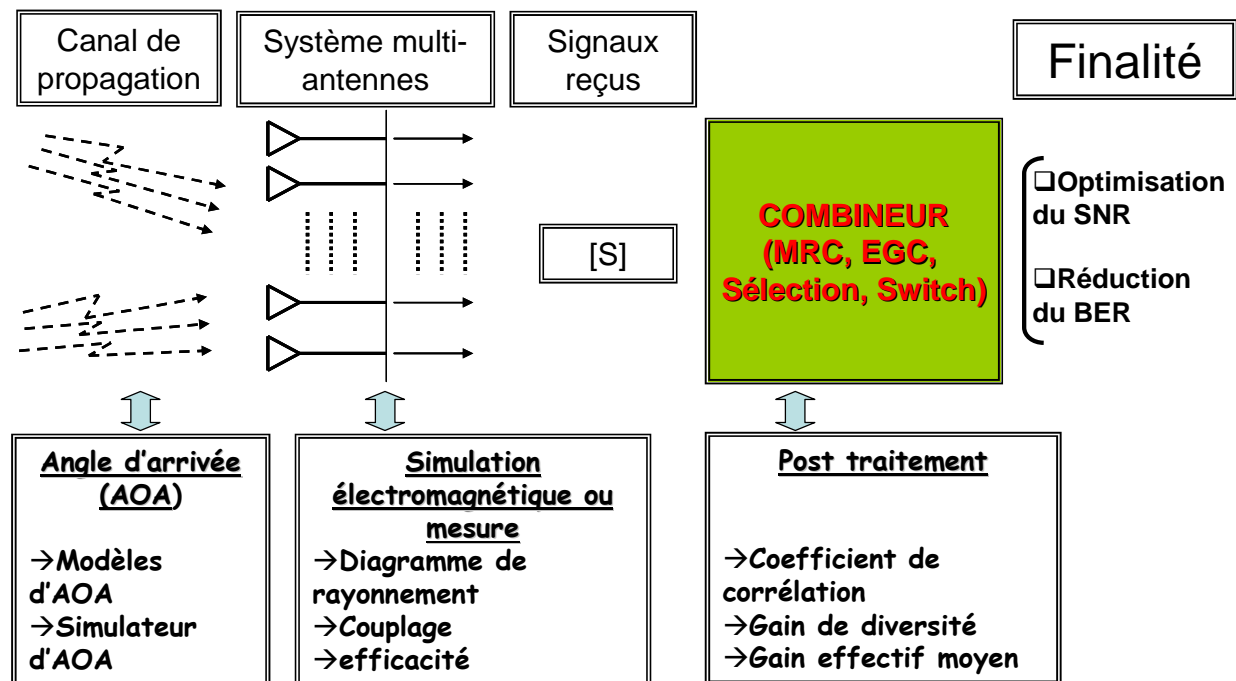 Canal de
propagation
Système multi-
antennes
Signaux
reçus
Finalité
[S]
COMBINEUR
(MRC, EGC,
Sélection, Switch)
❑Optimisation
du SNR
❑Réduction
du BER
Angle d'arrivée
(AOA)
→Modèles
d'AOA
→Simulateur
d'AOA
Simulation
électromagnétique ou
mesure
→Diagramme de
rayonnement
→Couplage
→efficacité
Post traitement
→Coefficient de
corrélation
→Gain de diversité
→Gain effectif moyen